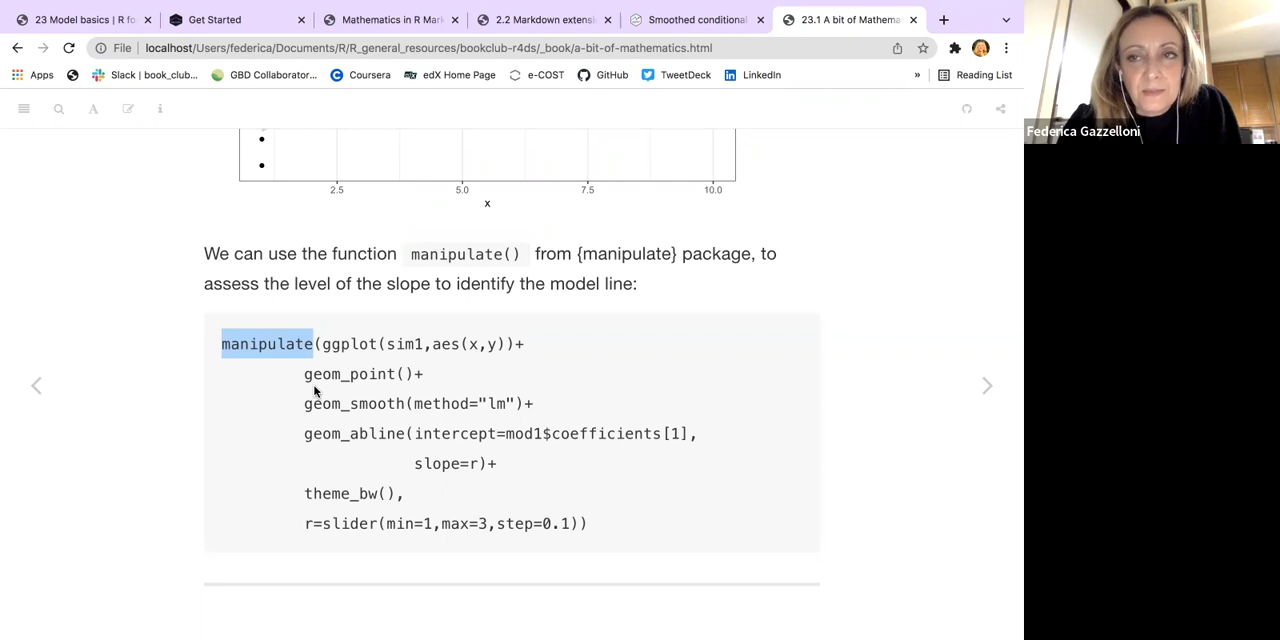 23 Model basics | R fo
Get Started
Mathematics in R Mar
2.2 Markdown extensi
Smoothed conditional
23.1 A bit of Mathema
File
localhost/Users/federica/Documents/R/R_general_resources/bookclub-r4ds/_book/a-bit-of-mathematics.html
Apps
Slack | book_club...
GBD Collaborator...
Coursera
edX Home Page
e-COST
GitHub
TweetDeck
LinkedIn
»
Reading List
Federica Gazzelloni
2.5 5.0 7.5 10.0
x
We can use the function manipulate() from {manipulate} package, to
assess the level of the slope to identify the model line:
manipulate(ggplot(sim1,aes(x,y))+
geom_point()+
geom_smooth(method="lm")+
geom_abline(intercept=mod1$coefficients[1],
slope=r)+
theme_bw(),
r=slider(min=1,max=3,step=0.1))